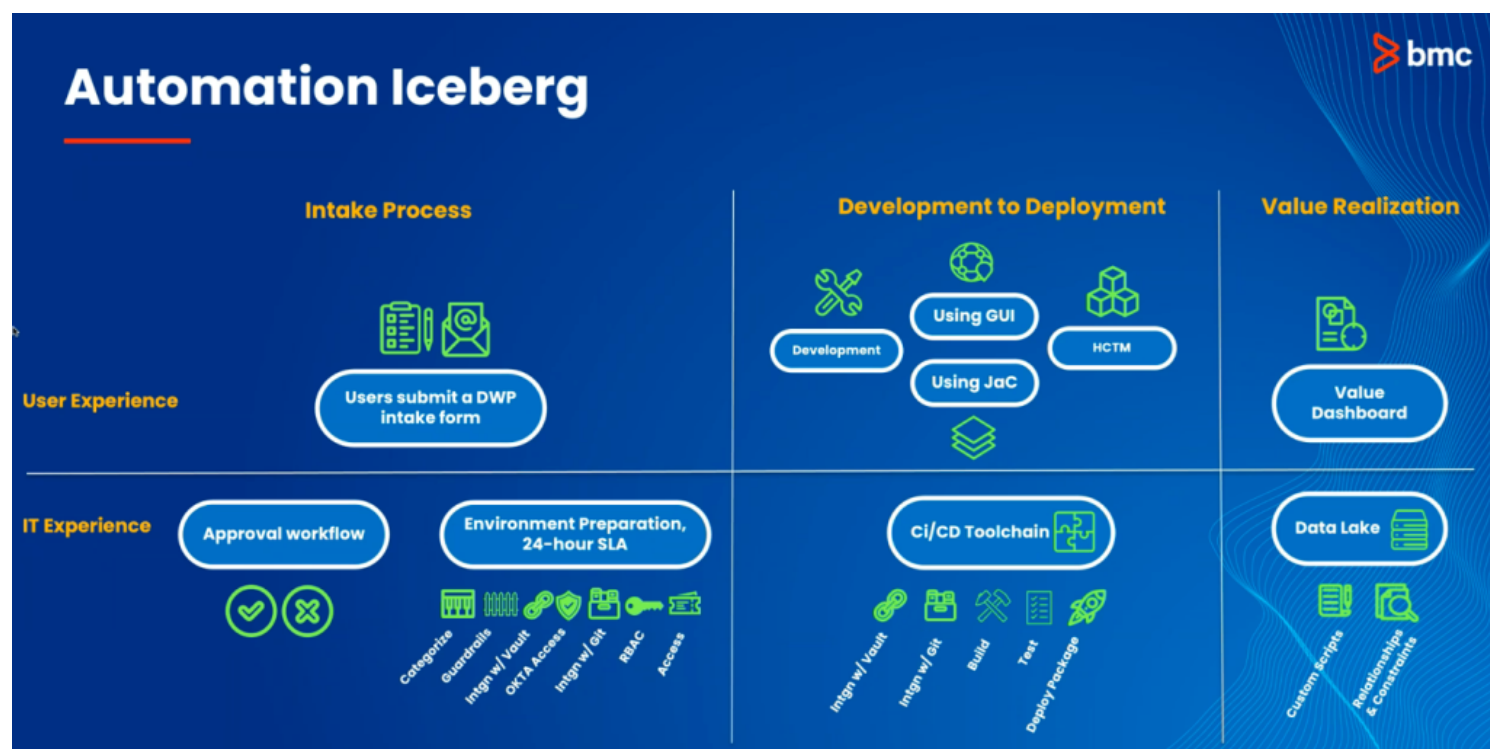 Automation Iceberg
bmc
Intake Process
Development to Deployment
Value Realization
User Experience
Users submit a DWP
intake form
Development
Using GUI
Using JaC
HCTM
Value
Dashboard
IT Experience
Approval workflow
Environment Preparation,
24-hour SLA
Ci/CD Toolchain
Data Lake
Categorize
Guardrails
Intgn w/ Vault
OKTA Access
Intgn w/ Git
RBAC
Access
Intgn w/ Vault
Intgn w/ Git
Build
Test
Deploy Package
Custom Scripts
Relationships
& Constraints